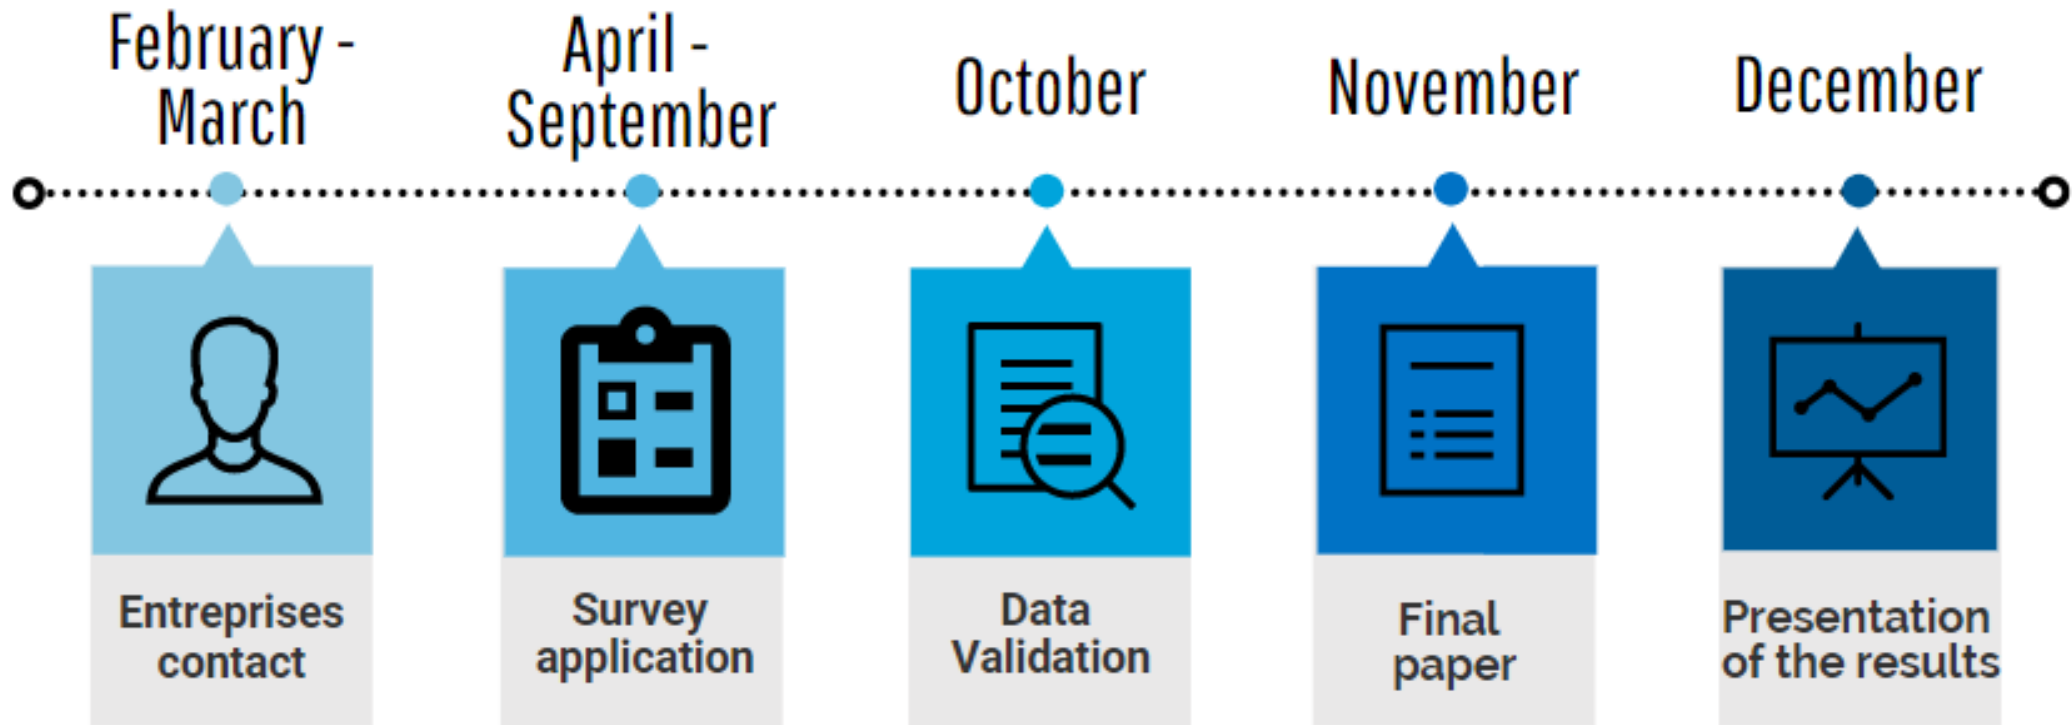 February -
March
April -
September
October
November
December
Entreprises
contact
Survey
application
Data
Validation
Final
paper
Presentation
of the results